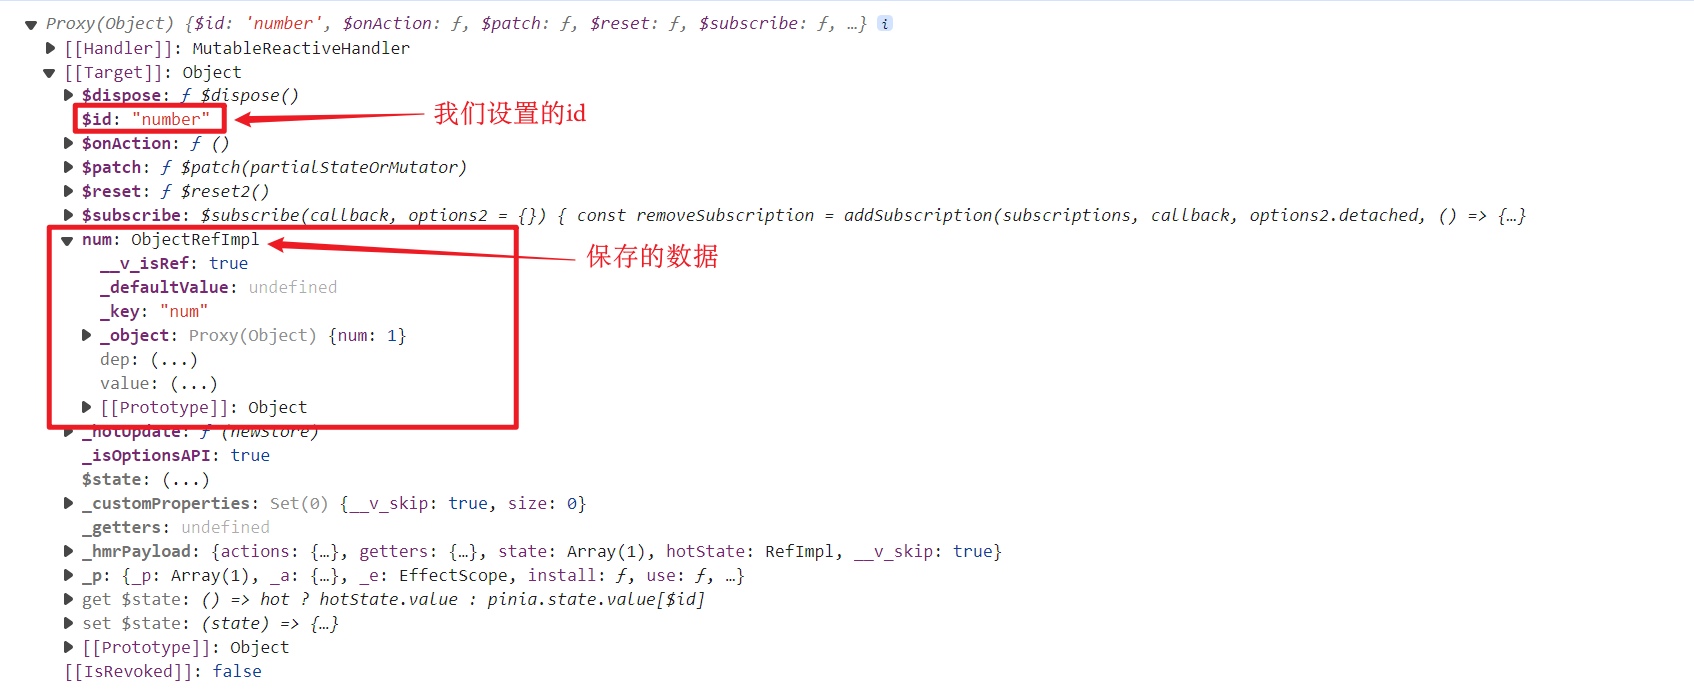 Proxy(Object) {$id: 'number', $onAction: ƒ, $patch: ƒ, $reset: ƒ, $subscribe: ƒ, …} i
[[Handler]]: MutableReactiveHandler
[[Target]]: Object
$dispose: ƒ $dispose()
$id: "number" 我们设置的id
$onAction: ƒ ()
$patch: ƒ $patch(partialStateOrMutator)
$reset: ƒ $reset2()
$subscribe: $subscribe(callback, options2 = {}) { const removeSubscription = addSubscription(subscriptions, callback, options2.detached, () => {…}
num: ObjectRefImpl 保存的数据
__v_isRef: true
_defaultValue: undefined
_key: "num"
_object: Proxy(Object) {num: 1}
dep: (...)
value: (...)
[[Prototype]]: Object
_hotUpdate: ƒ (newStore)
_isOptionsAPI: true
$state: (...)
_customProperties: Set(0) {__v_skip: true, size: 0}
_getters: undefined
_hmrPayload: {actions: {…}, getters: {…}, state: Array(1), hotState: RefImpl, __v_skip: true}
_p: {_p: Array(1), _a: {…}, _e: EffectScope, install: ƒ, use: ƒ, …}
get $state: () => hot ? hotState.value : pinia.state.value[$id]
set $state: (state) => {…}
[[Prototype]]: Object
[[IsRevoked]]: false